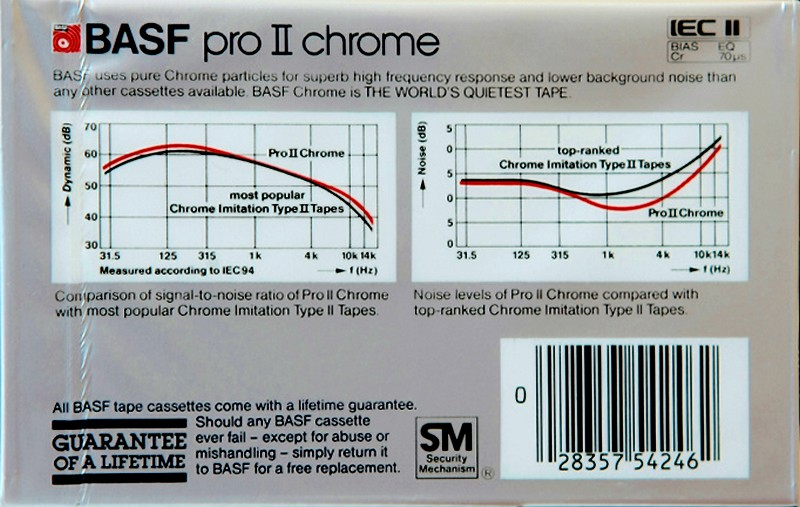 BASF pro II chrome
IEC II
BIAS EQ
Cr 70µs
BASF uses pure Chrome particles for superb high frequency response and lower background noise than
any other cassettes available. BASF Chrome is THE WORLD'S QUIETEST TAPE.
Dynamic (dB)
70
60
50
40
30
Pro II Chrome
most popular
Chrome Imitation Type II Tapes
31.5 125 315 1k 4k 10k 14k
Measured according to IEC 94 f (Hz)
Comparison of signal-to-noise ratio of Pro II Chrome
with most popular Chrome Imitation Type II Tapes.
Noise (dB)
5
0
5
0
5
0
top-ranked
Chrome Imitation Type II Tapes
Pro II Chrome
31.5 125 315 1k 4k 10k 14k
f (Hz)
Noise levels of Pro II Chrome compared with
top-ranked Chrome Imitation Type II Tapes.
All BASF tape cassettes come with a lifetime guarantee.
GUARANTEE
OF A LIFETIME
Should any BASF cassette
ever fail – except for abuse or
mishandling – simply return it
to BASF for a free replacement.
SM
Security
Mechanism
®
0
28357 54246